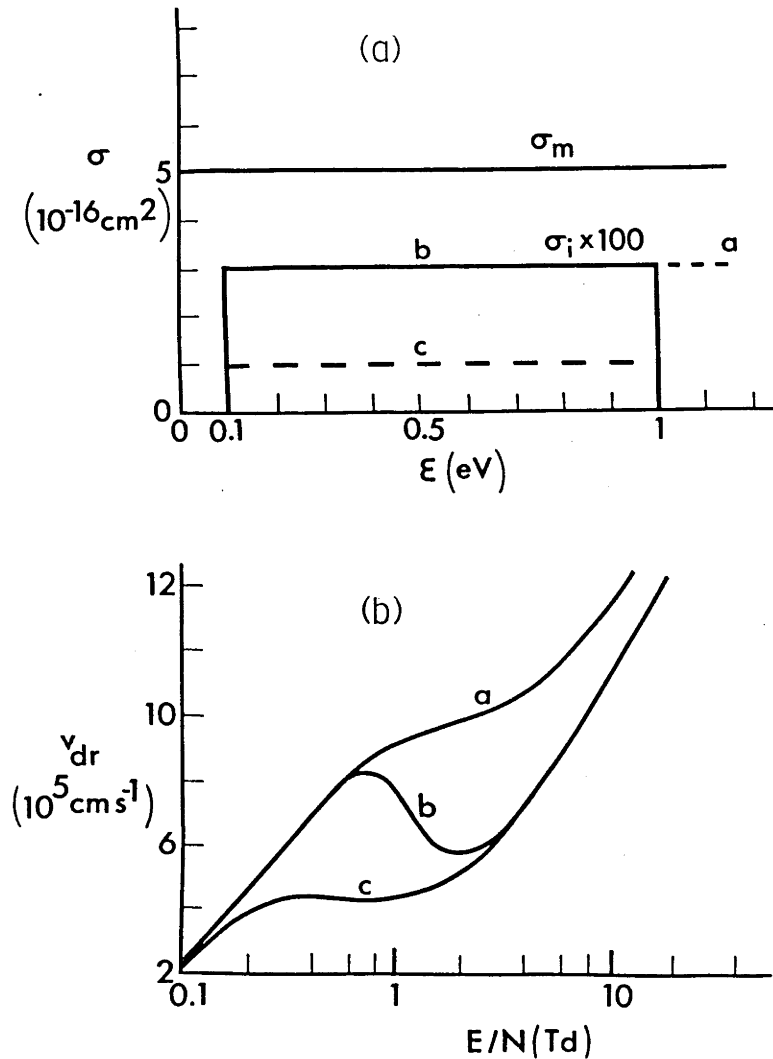 (a)
σ
(10⁻¹⁶cm²)
5
0
σm
σi x100
a
b
c
0 0.1 0.5 1
ε (eV)
(b)
12
10
6
2
vdr
(10⁵cm s⁻¹)
a
b
c
0.1 1 10
E/N (Td)